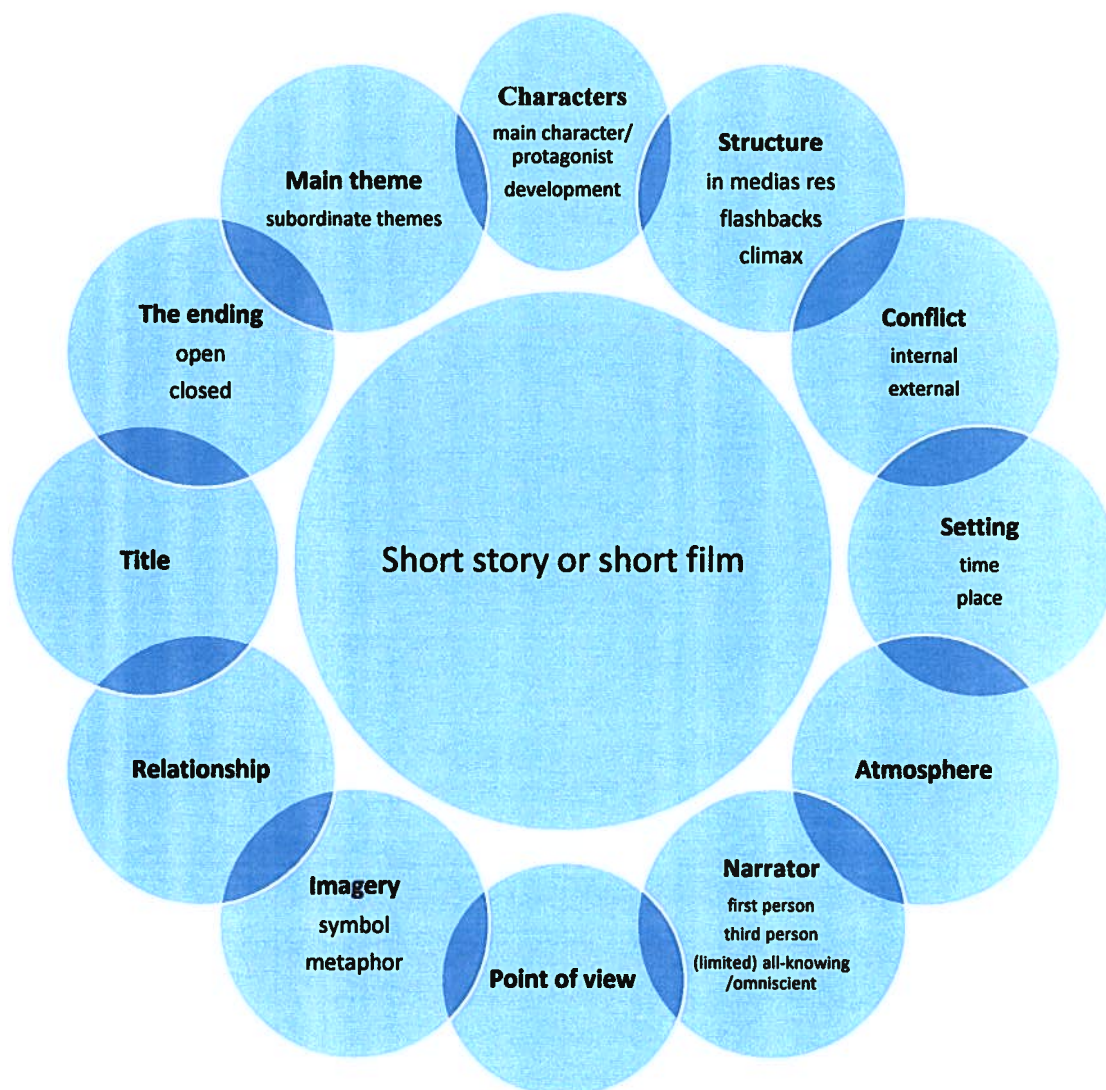 Characters
main character/
protagonist
development
Structure
in medias res
flashbacks
climax
Conflict
internal
external
Setting
time
place
Atmosphere
Narrator
first person
third person
(limited) all-knowing
/omniscient
Point of view
Imagery
symbol
metaphor
Relationship
Title
The ending
open
closed
Main theme
subordinate themes
Short story or short film